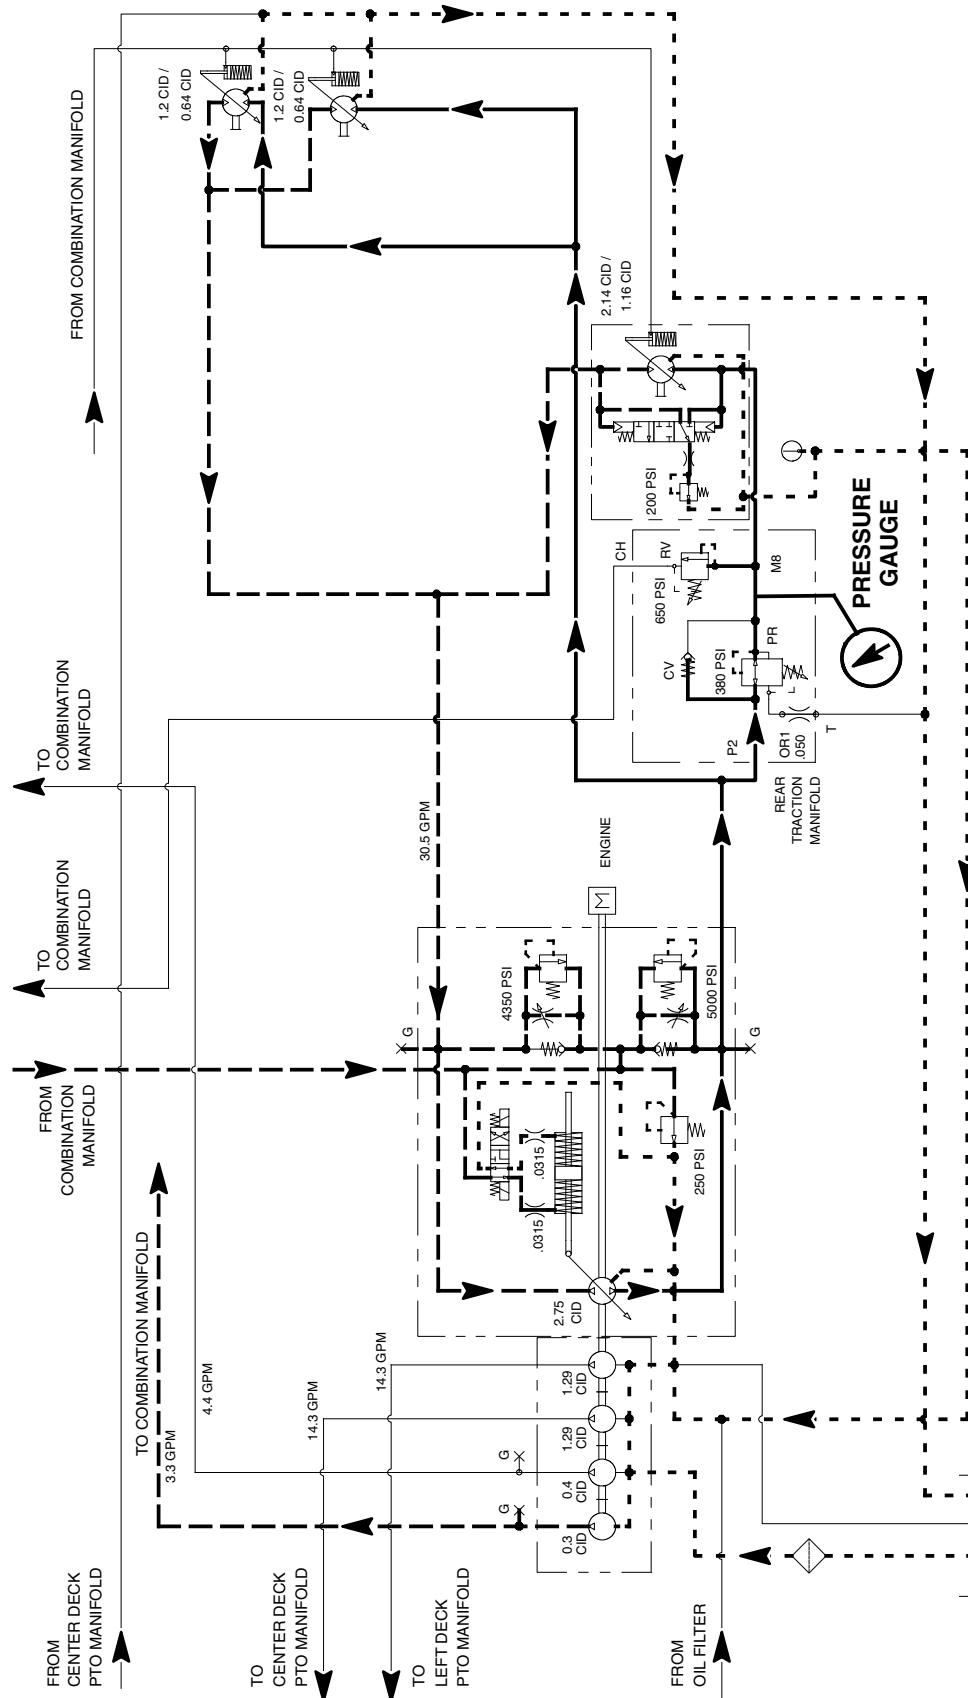 FROM COMBINATION MANIFOLD
1.2 CID /
0.64 CID
1.2 CID /
0.64 CID
2.14 CID /
1.16 CID
200 PSI
CH
RV
650 PSI
M8
PRESSURE
GAUGE
CV
380 PSI
PR
P2
OR1
.050
T
REAR
TRACTION
MANIFOLD
TO
COMBINATION
MANIFOLD
TO
COMBINATION
MANIFOLD
FROM
COMBINATION
MANIFOLD
30.5 GPM
ENGINE
M
4350 PSI
5000 PSI
G
G
.0315
.0315
250 PSI
2.75
CID
TO COMBINATION MANIFOLD
3.3 GPM
4.4 GPM
14.3 GPM
14.3 GPM
1.29
CID
1.29
CID
0.4
CID
0.3
CID
G
G
FROM
CENTER DECK
PTO MANIFOLD
TO
CENTER DECK
PTO MANIFOLD
TO
LEFT DECK
PTO MANIFOLD
FROM
OIL FILTER